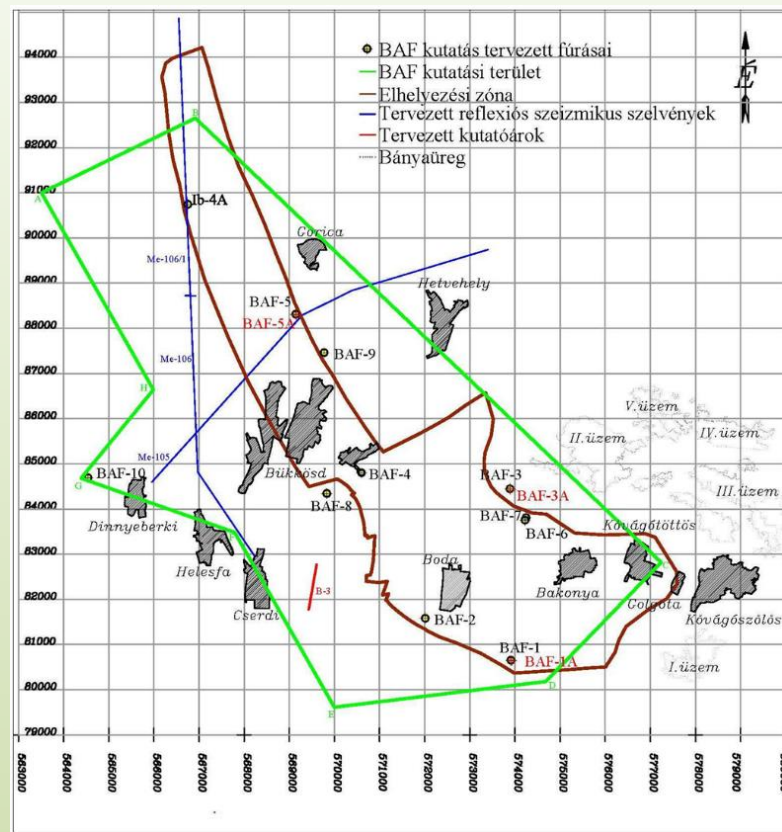 É
BAF kutatás tervezett fúrásai
BAF kutatási terület
Elhelyezési zóna
Tervezett reflexiós szeizmikus szelvények
Tervezett kutatóárok
Bányaüreg
94000
93000
92000
91000
90000
89000
88000
87000
86000
85000
84000
83000
82000
81000
80000
79000
B
A
Ib-4A
Gorica
Me-106/1
Hetvehely
BAF-5
BAF-5A
BAF-9
Me-106
H
V.üzem
II.üzem
IV.üzem
Me-105
Bükkösd
BAF-4
G
BAF-10
BAF-3
BAF-3A
III.üzem
BAF-8
Dinnyeberki
BAF-7
BAF-6
Kővágótöttös
F
Helesfa
Boda
C
Cserdi
B-3
Bakonya
Golgota
Kővágószőlős
BAF-2
BAF-1
BAF-1A
I.üzem
D
E
563000
564000
565000
566000
567000
568000
569000
570000
571000
572000
573000
574000
575000
576000
577000
578000
579000